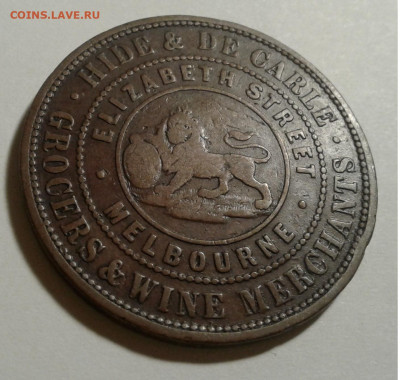 COINS.LAVE.RU
· HIDE & DE CARLE ·
GROCERS & WINE MERCHANTS
· ELIZABETH STREET ·
MELBOURNE